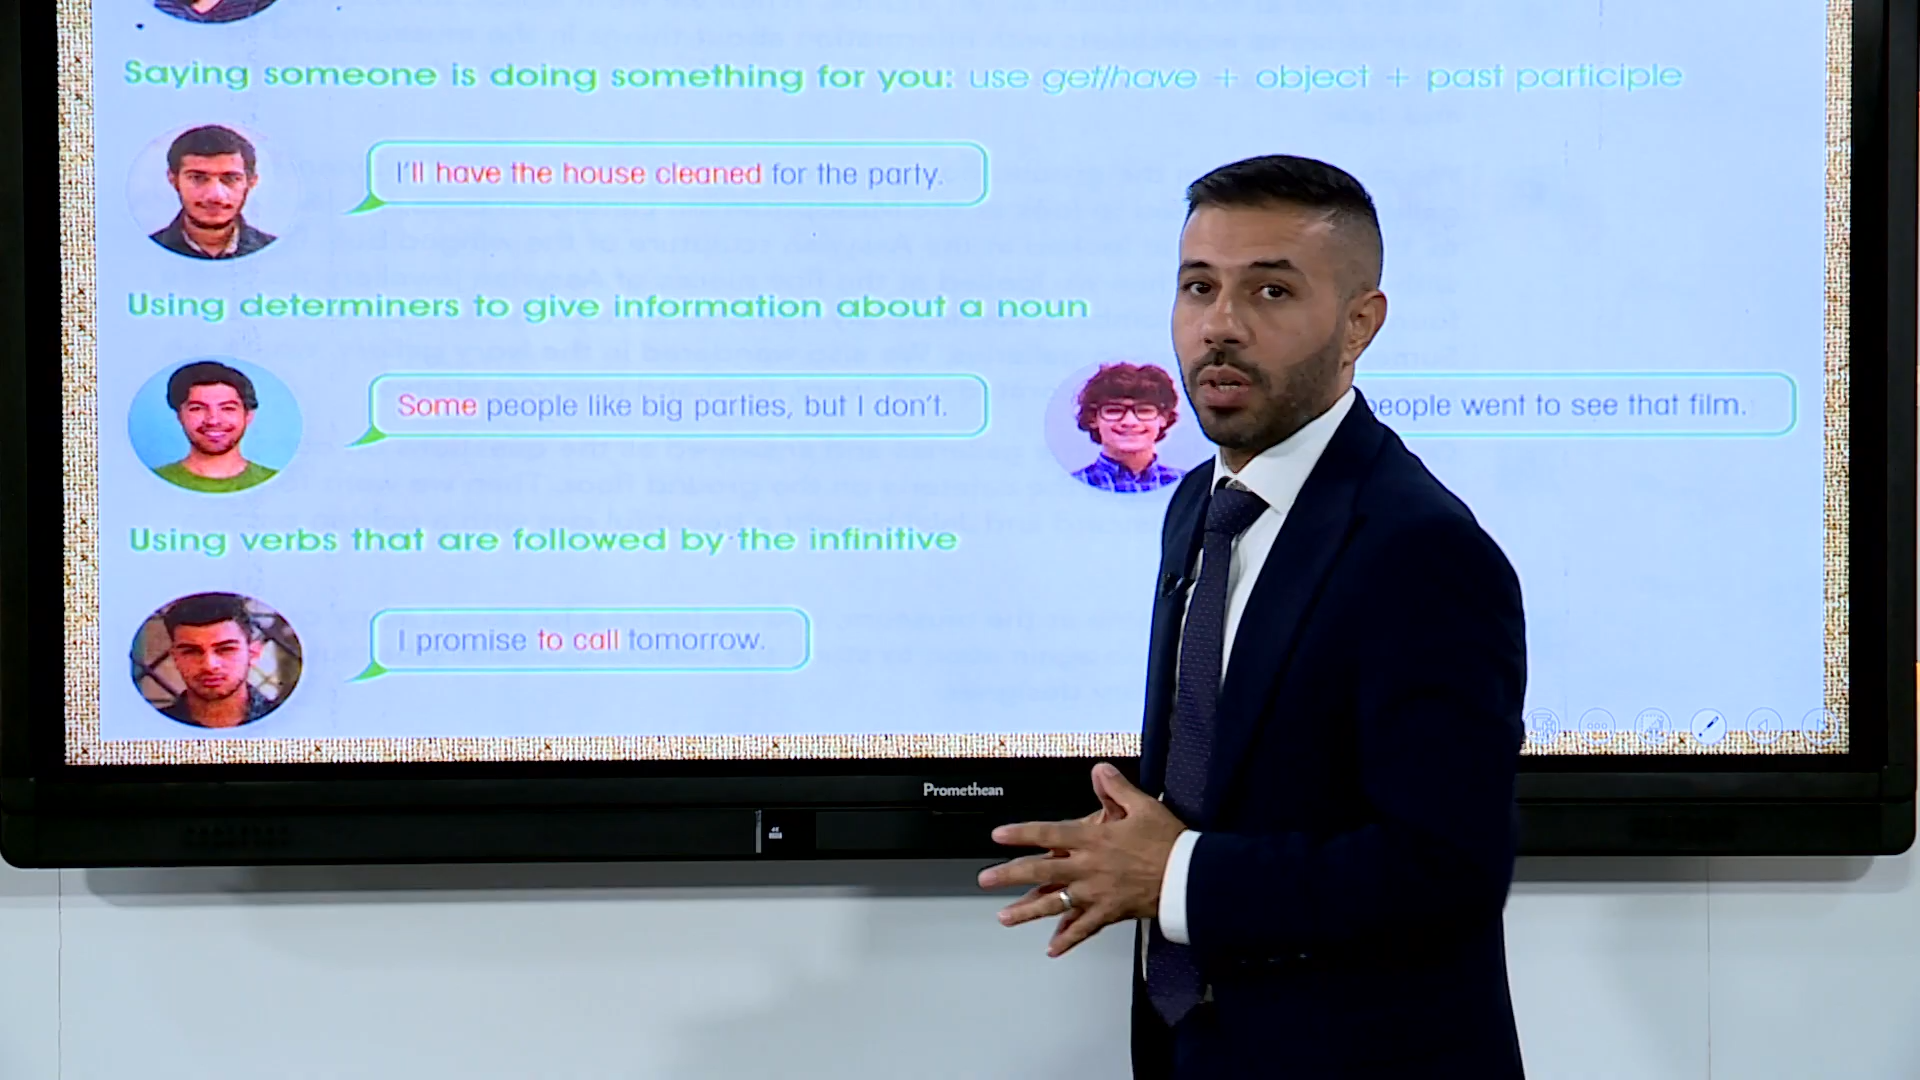 Saying someone is doing something for you: use get/have + object + past participle
I'll have the house cleaned for the party.
Using determiners to give information about a noun
Some people like big parties, but I don't.
people went to see that film.
Using verbs that are followed by the infinitive
I promise to call tomorrow.
Promethean